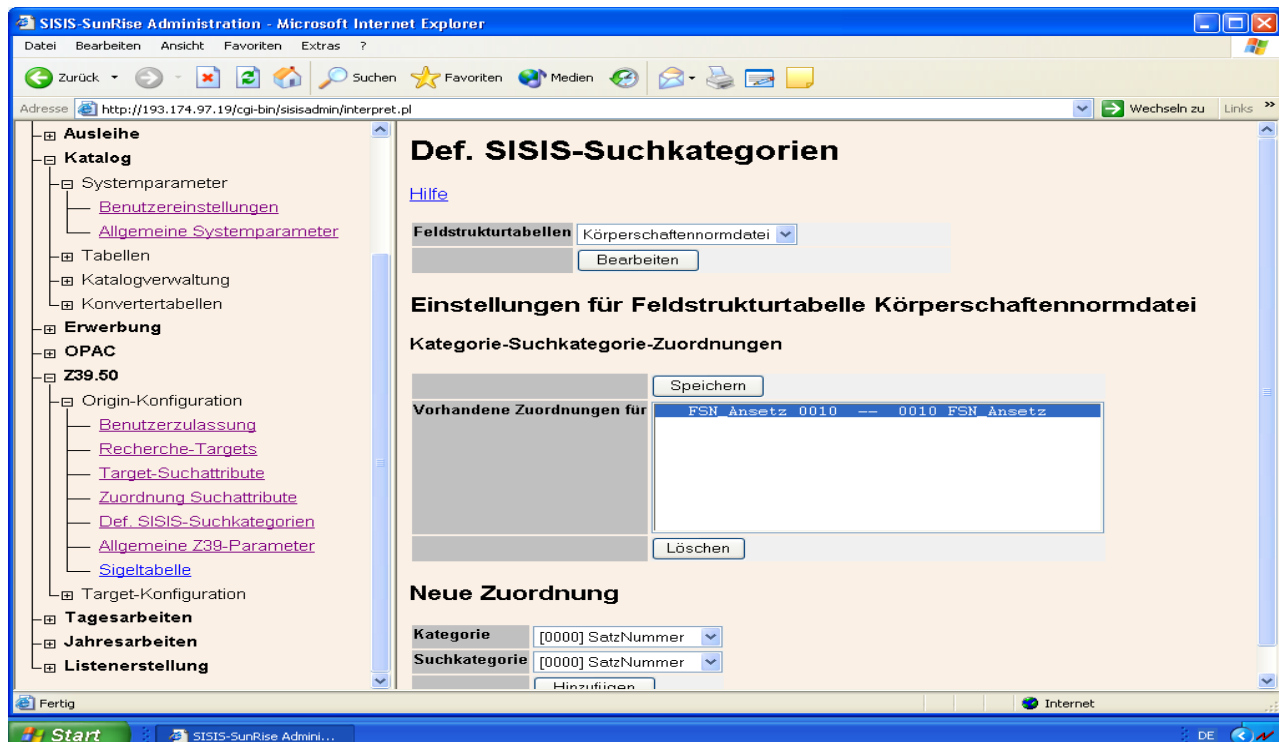 SISIS-SunRise Administration - Microsoft Internet Explorer
Datei Bearbeiten Ansicht Favoriten Extras ?
Zurück Suchen Favoriten Medien
Adresse http://193.174.97.19/cgi-bin/sisisadmin/interpret.pl Wechseln zu Links »
Ausleihe
Katalog
Systemparameter
Benutzereinstellungen
Allgemeine Systemparameter
Tabellen
Katalogverwaltung
Konvertertabellen
Erwerbung
OPAC
Z39.50
Origin-Konfiguration
Benutzerzulassung
Recherche-Targets
Target-Suchattribute
Zuordnung Suchattribute
Def. SISIS-Suchkategorien
Allgemeine Z39-Parameter
Sigeltabelle
Target-Konfiguration
Tagesarbeiten
Jahresarbeiten
Listenerstellung
Def. SISIS-Suchkategorien
Hilfe
Feldstrukturtabellen Körperschaftennormdatei
Bearbeiten
Einstellungen für Feldstrukturtabelle Körperschaftennormdatei
Kategorie-Suchkategorie-Zuordnungen
Speichern
Vorhandene Zuordnungen für FSN_Ansetz 0010 -- 0010 FSN_Ansetz
Löschen
Neue Zuordnung
Kategorie [0000] SatzNummer
Suchkategorie [0000] SatzNummer
Hinzufügen
Fertig Internet
Start SISIS-SunRise Admini... DE